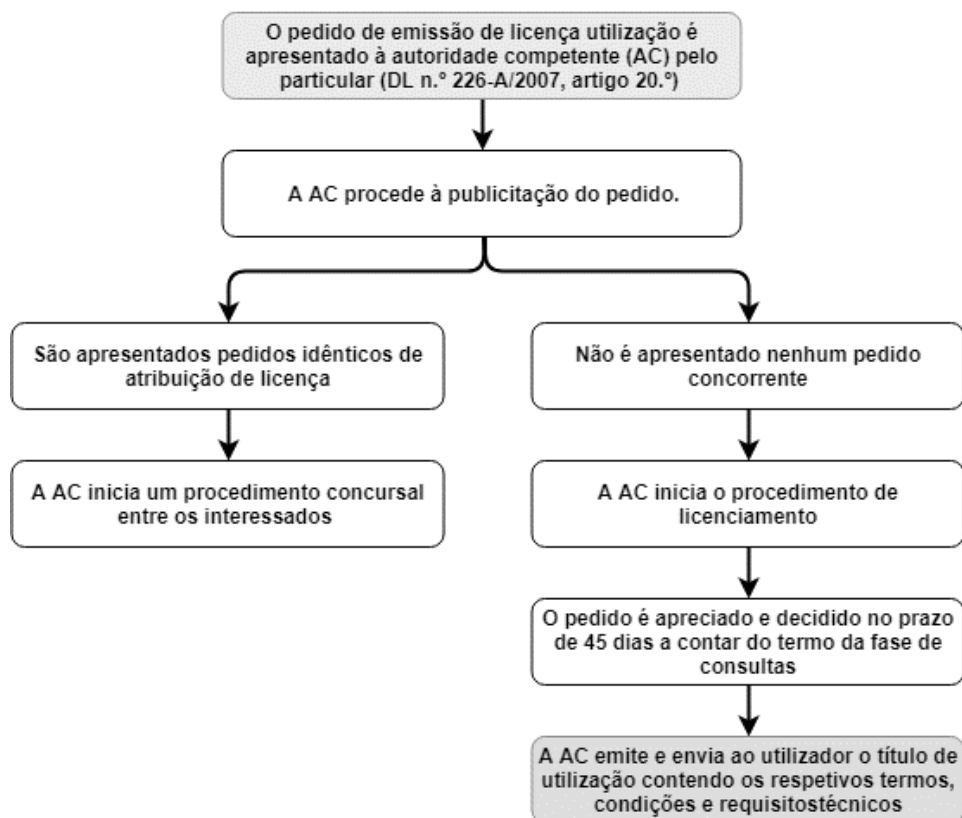 O pedido de emissão de licença utilização é
apresentado à autoridade competente (AC) pelo
particular (DL n.º 226-A/2007, artigo 20.º)
A AC procede à publicitação do pedido.
São apresentados pedidos idênticos de
atribuição de licença
A AC inicia um procedimento concursal
entre os interessados
Não é apresentado nenhum pedido
concorrente
A AC inicia o procedimento de
licenciamento
O pedido é apreciado e decidido no prazo
de 45 dias a contar do termo da fase de
consultas
A AC emite e envia ao utilizador o título de
utilização contendo os respetivos termos,
condições e requisitostécnicos